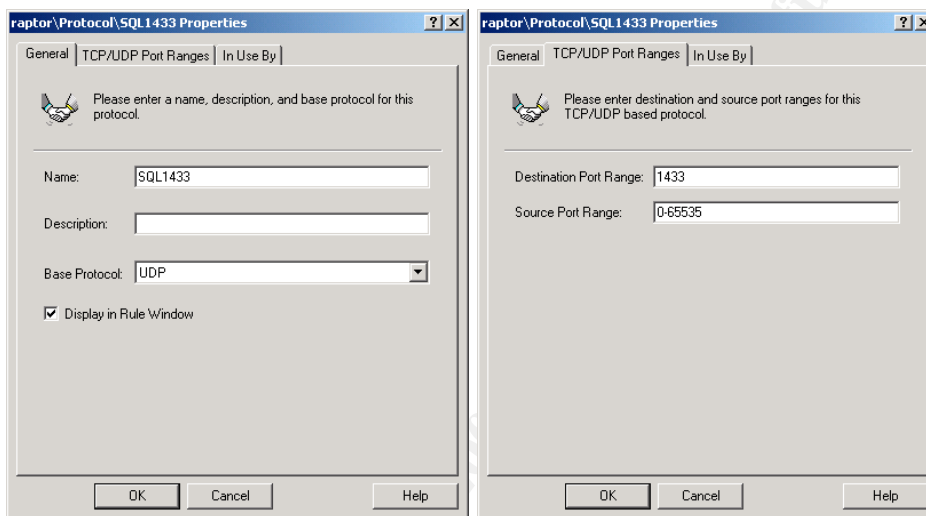 raptor\Protocol\SQL1433 Properties
General TCP/UDP Port Ranges In Use By
Please enter a name, description, and base protocol for this
protocol.
Name: SQL1433
Description:
Base Protocol: UDP
Display in Rule Window
OK Cancel Help
raptor\Protocol\SQL1433 Properties
General TCP/UDP Port Ranges In Use By
Please enter destination and source port ranges for this
TCP/UDP based protocol.
Destination Port Range: 1433
Source Port Range: 0-65535
OK Cancel Help